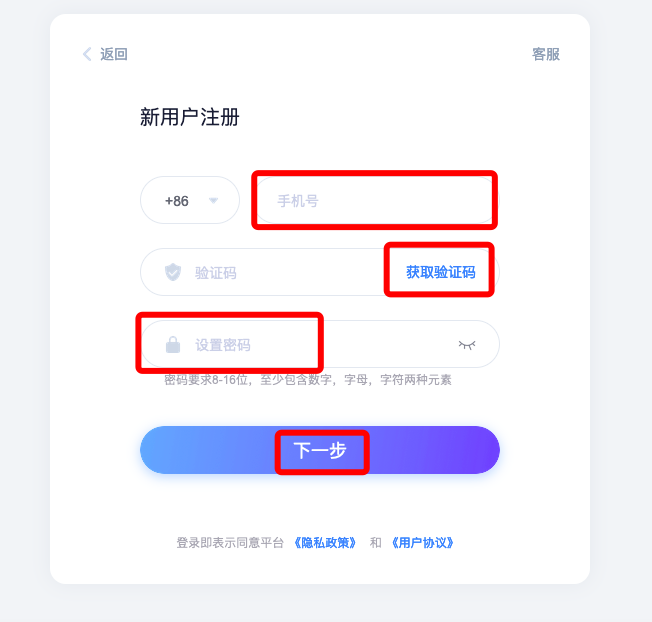 返回 客服
新用户注册
+86 手机号
验证码 获取验证码
设置密码
密码要求8-16位，至少包含数字，字母，字符两种元素
下一步
登录即表示同意平台 《隐私政策》 和 《用户协议》